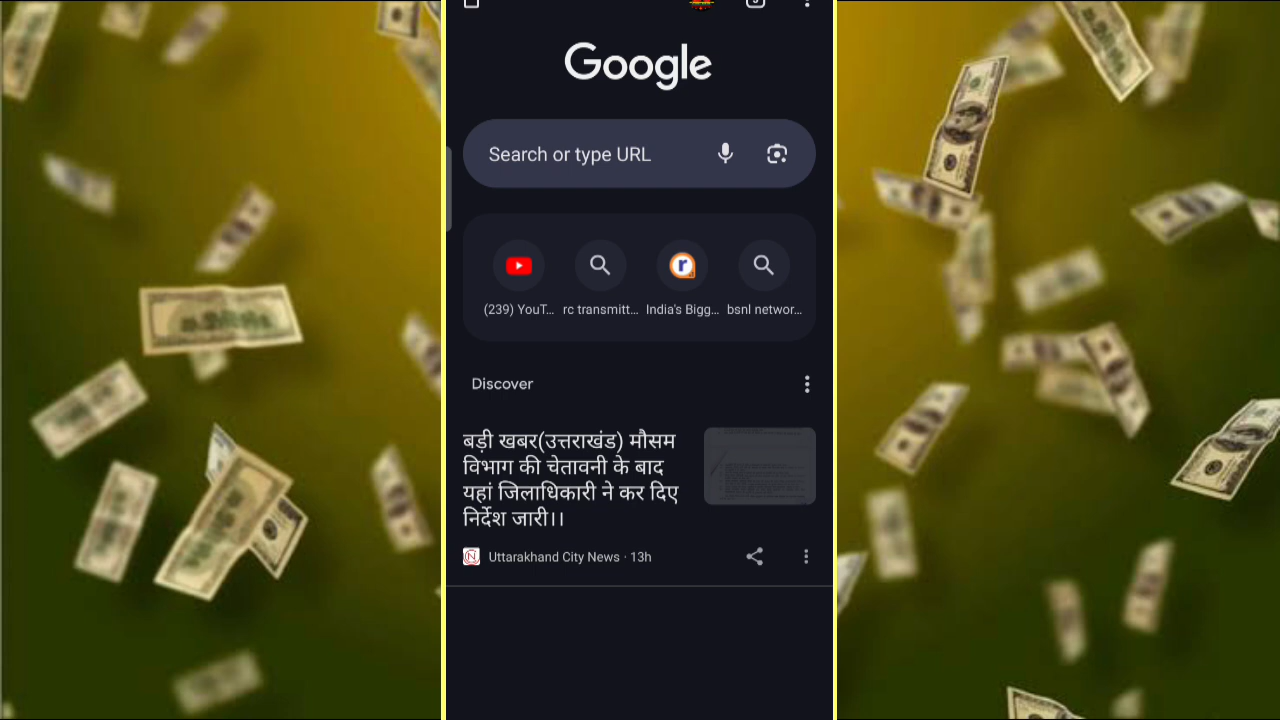 Google
Search or type URL
(239) YouT... rc transmitt... India's Bigg... bsnl networ...
Discover
बड़ी खबर(उत्तराखंड) मौसम
विभाग की चेतावनी के बाद
यहां जिलाधिकारी ने कर दिए
निर्देश जारी।।
Uttarakhand City News · 13h